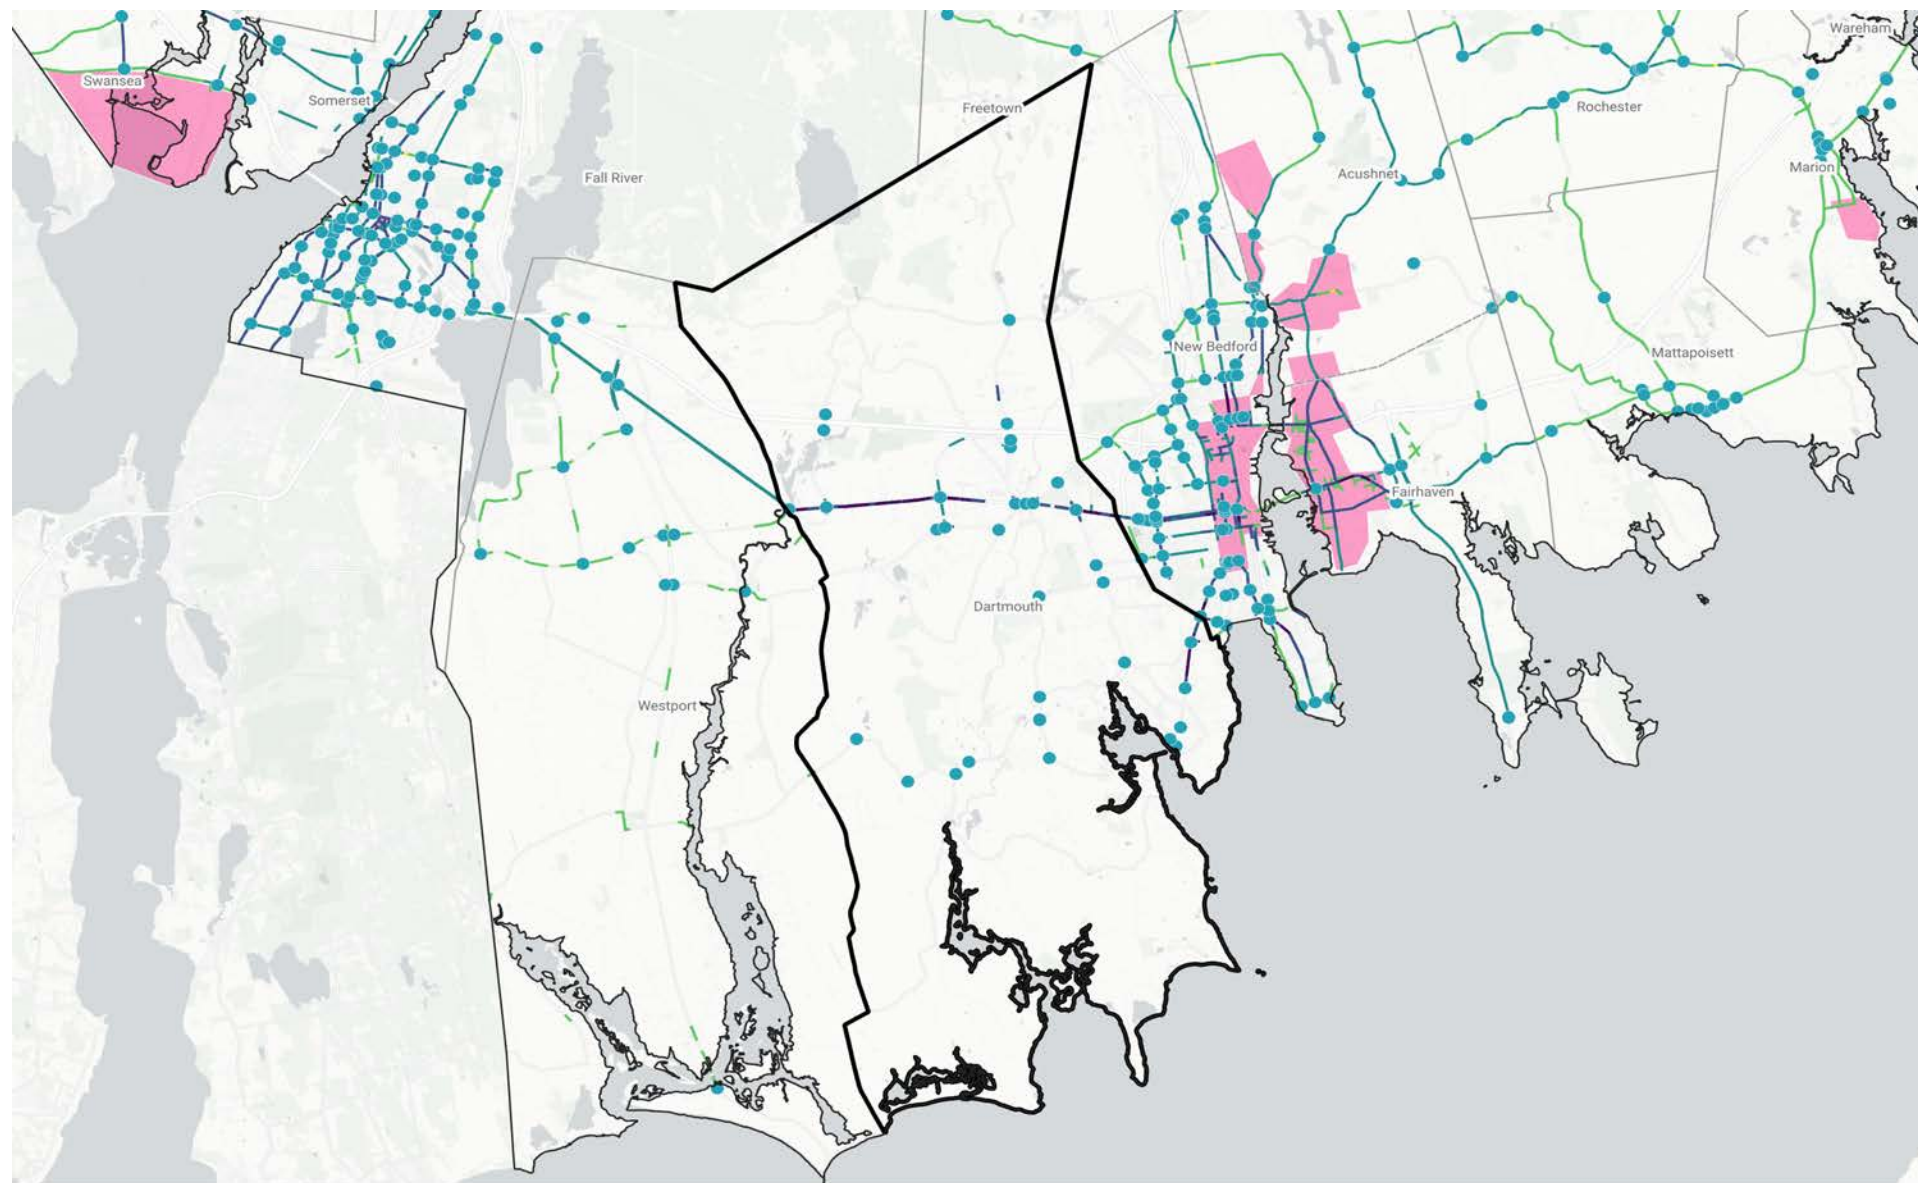 Wareham
Swansea
Somerset
Freetown
Rochester
Fall River
Acushnet
Marion
New Bedford
Mattapoisett
Fairhaven
Dartmouth
Westport